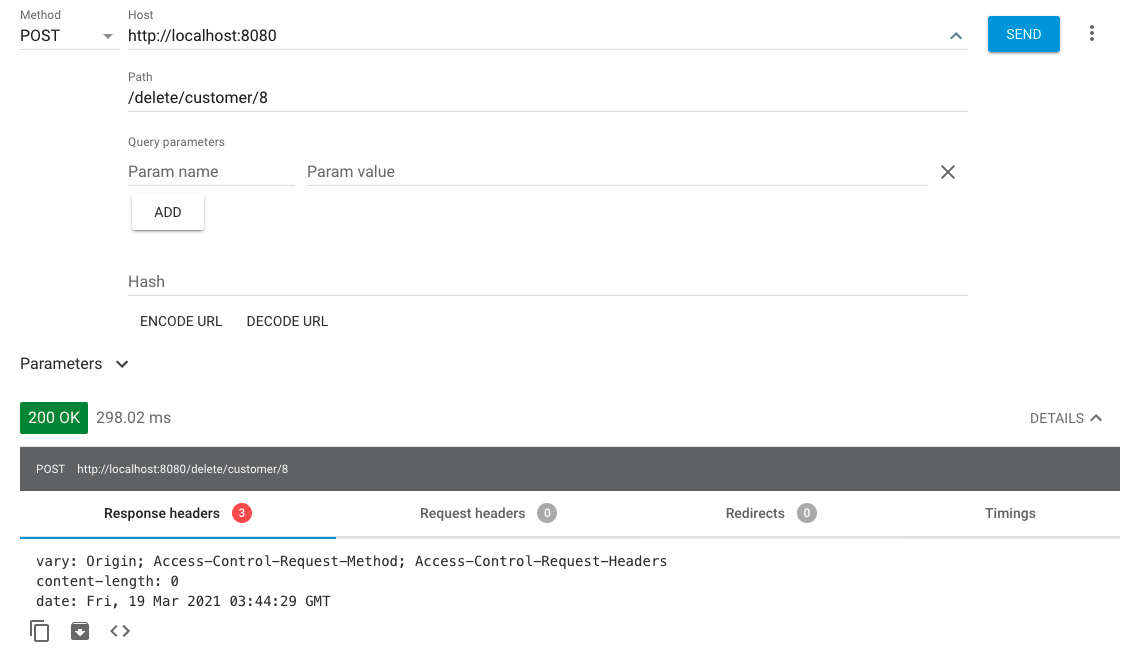 Method
Host
POST
http://localhost:8080
SEND
Path
/delete/customer/8
Query parameters
Param name
Param value
ADD
Hash
ENCODE URL
DECODE URL
Parameters
200 OK
298.02 ms
DETAILS
POST http://localhost:8080/delete/customer/8
Response headers 3
Request headers 0
Redirects 0
Timings
vary: Origin; Access-Control-Request-Method; Access-Control-Request-Headers
content-length: 0
date: Fri, 19 Mar 2021 03:44:29 GMT